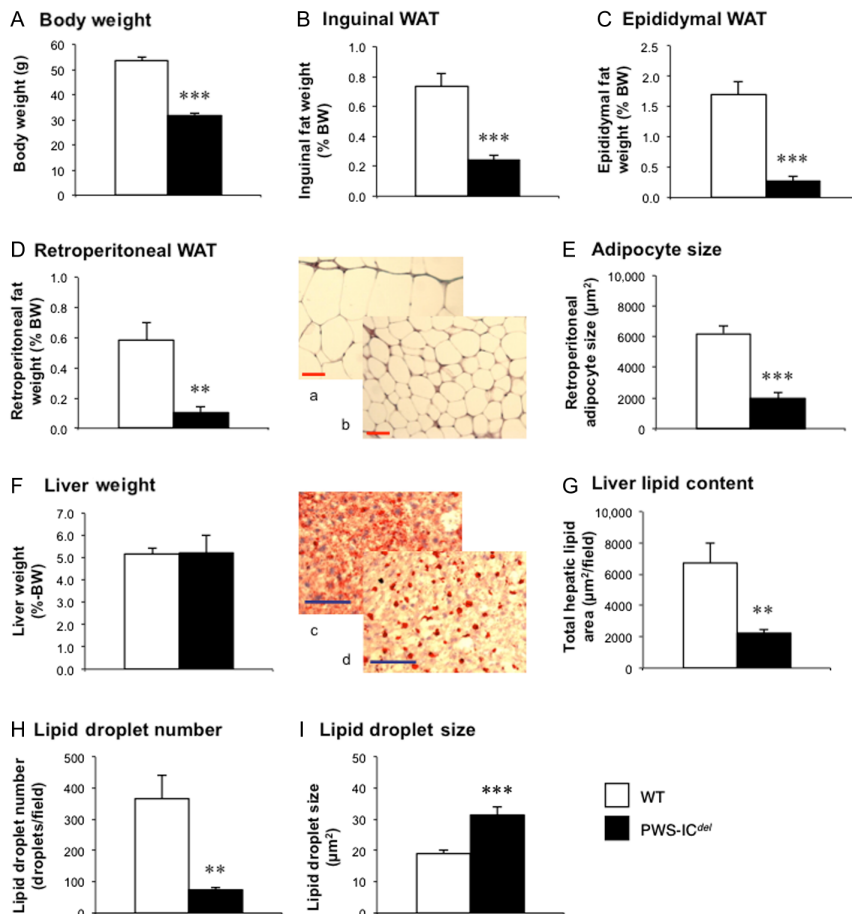 A Body weight
Body weight (g)
60
50
40
30
20
10
0
***
B Inguinal WAT
Inguinal fat weight
(% BW)
1.0
0.8
0.6
0.4
0.2
0.0
***
C Epididymal WAT
Epididymal fat
weight (% BW)
2.5
2.0
1.5
1.0
0.5
0.0
***
D Retroperitoneal WAT
Retroperitoneal fat
weight (% BW)
1.0
0.8
0.6
0.4
0.2
0.0
**
a
b
E Adipocyte size
Retroperitoneal
adipocyte size (µm²)
10,000
8000
6000
4000
2000
0
***
F Liver weight
Liver weight
(%-BW)
7.0
6.0
5.0
4.0
3.0
2.0
1.0
0.0
c
d
G Liver lipid content
Total hepatic lipid
area (µm²/field)
10,000
8000
6000
4000
2000
0
**
H Lipid droplet number
Lipid droplet number
(droplets/field)
500
400
300
200
100
0
**
I Lipid droplet size
Lipid droplet size
(µm²)
50
40
30
20
10
0
***
WT
PWS-ICdel